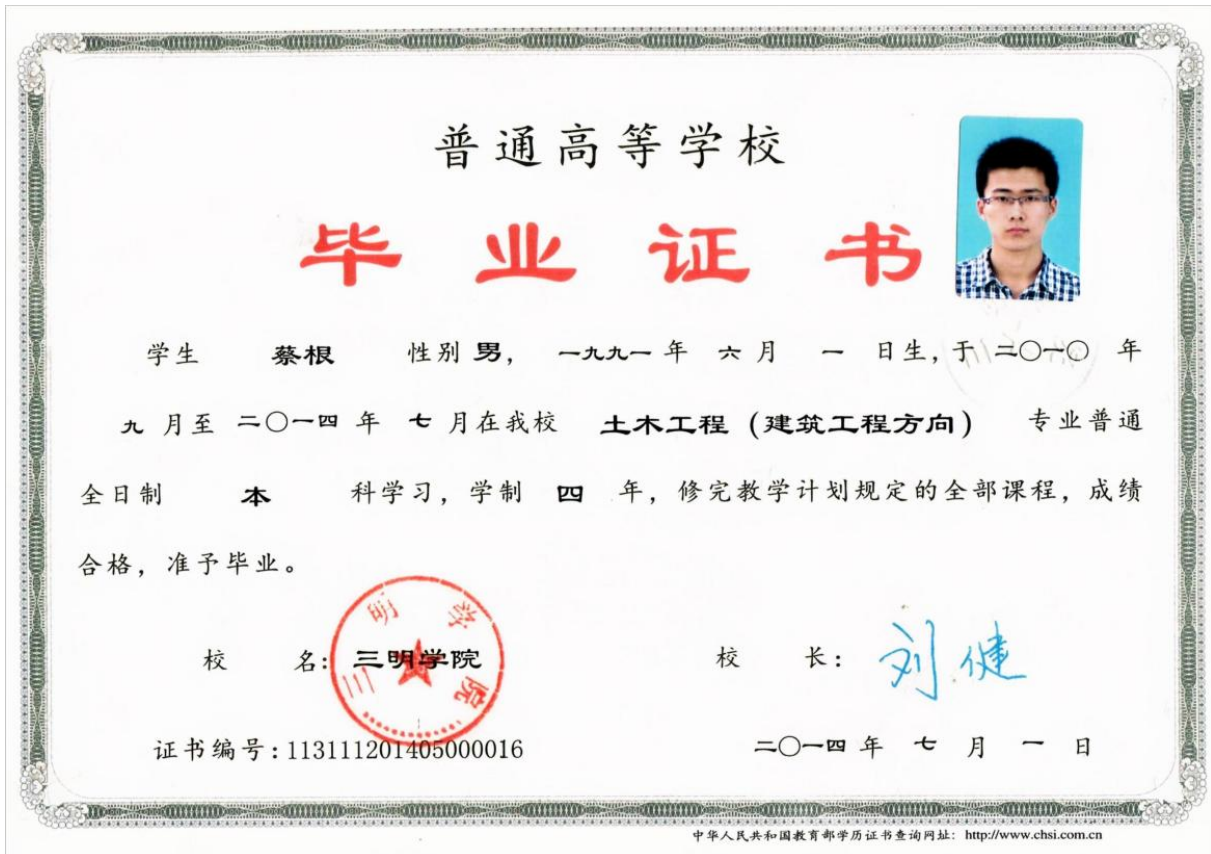 普通高等学校
毕业证书
学生 蔡根 性别 男, 一九九一 年 六 月 一 日生, 于 二〇一〇 年
九 月至 二〇一四 年 七 月在我校 土木工程（建筑工程方向） 专业普通
全日制 本 科学习, 学制 四 年, 修完教学计划规定的全部课程, 成绩
合格, 准予毕业。
校 名: 三明学院
三明学院
校 长: 刘健
证书编号:113111201405000016
二〇一四 年 七 月 一 日
中华人民共和国教育部学历证书查询网址: http://www.chsi.com.cn